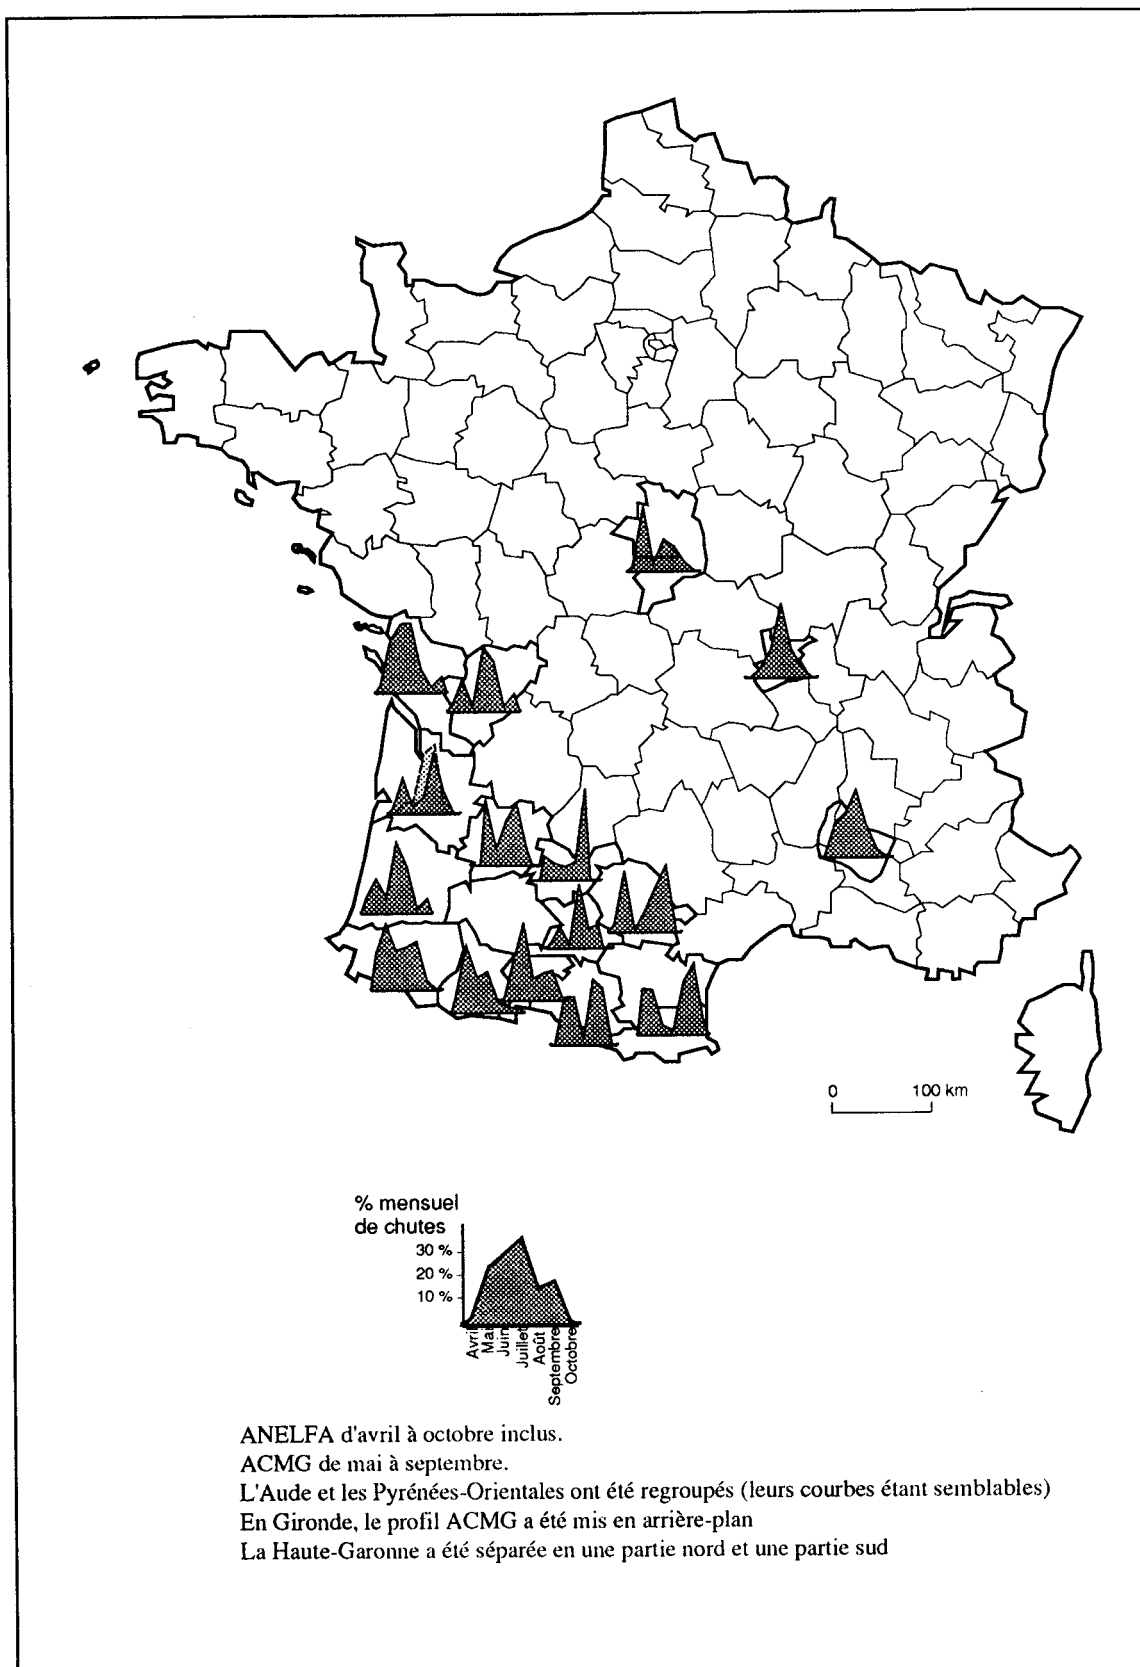 0 100 km
% mensuel
de chutes
30 %
20 %
10 %
Avril
Mai
Juin
Juillet
Août
Septembre
Octobre
ANELFA d'avril à octobre inclus.
ACMG de mai à septembre.
L'Aude et les Pyrénées-Orientales ont été regroupés (leurs courbes étant semblables)
En Gironde, le profil ACMG a été mis en arrière-plan
La Haute-Garonne a été séparée en une partie nord et une partie sud